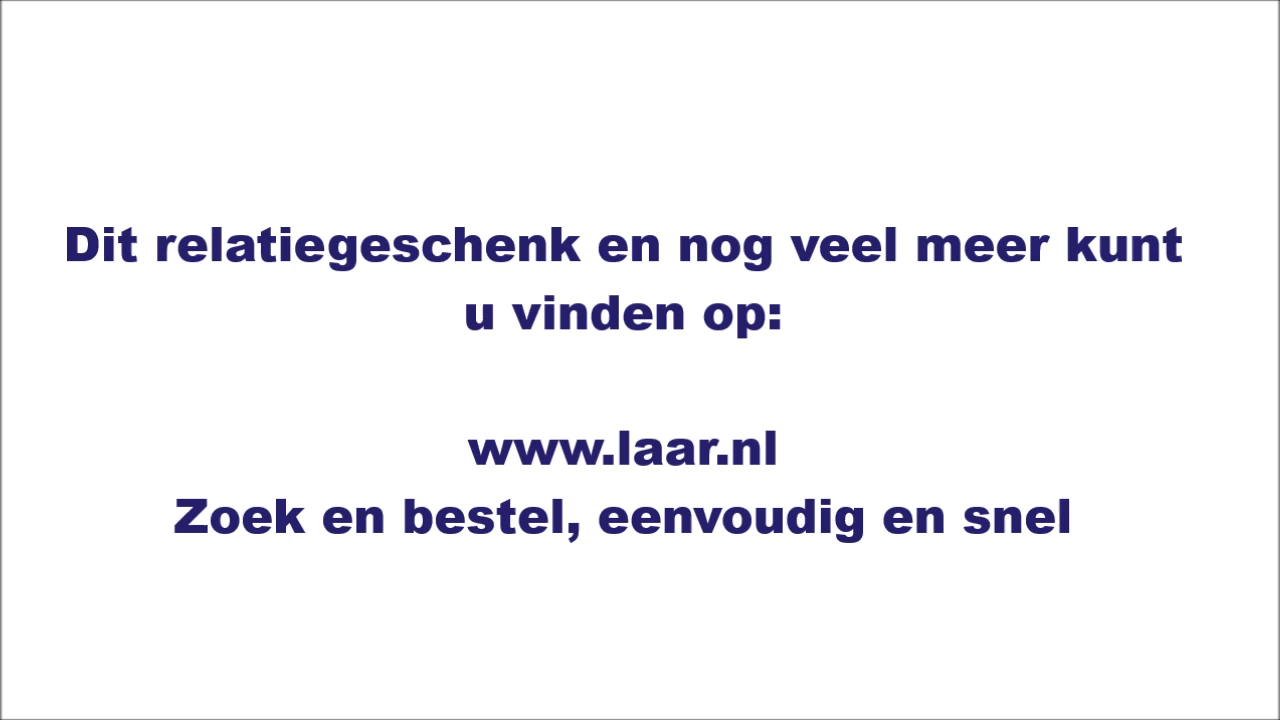 Dit relatiegeschenk en nog veel meer kunt
u vinden op:
www.laar.nl
Zoek en bestel, eenvoudig en snel